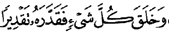 وَخَلَقَ كُلَّ شَىْءٍ فَقَدَّرَهُۥ نَقْدِيرًا